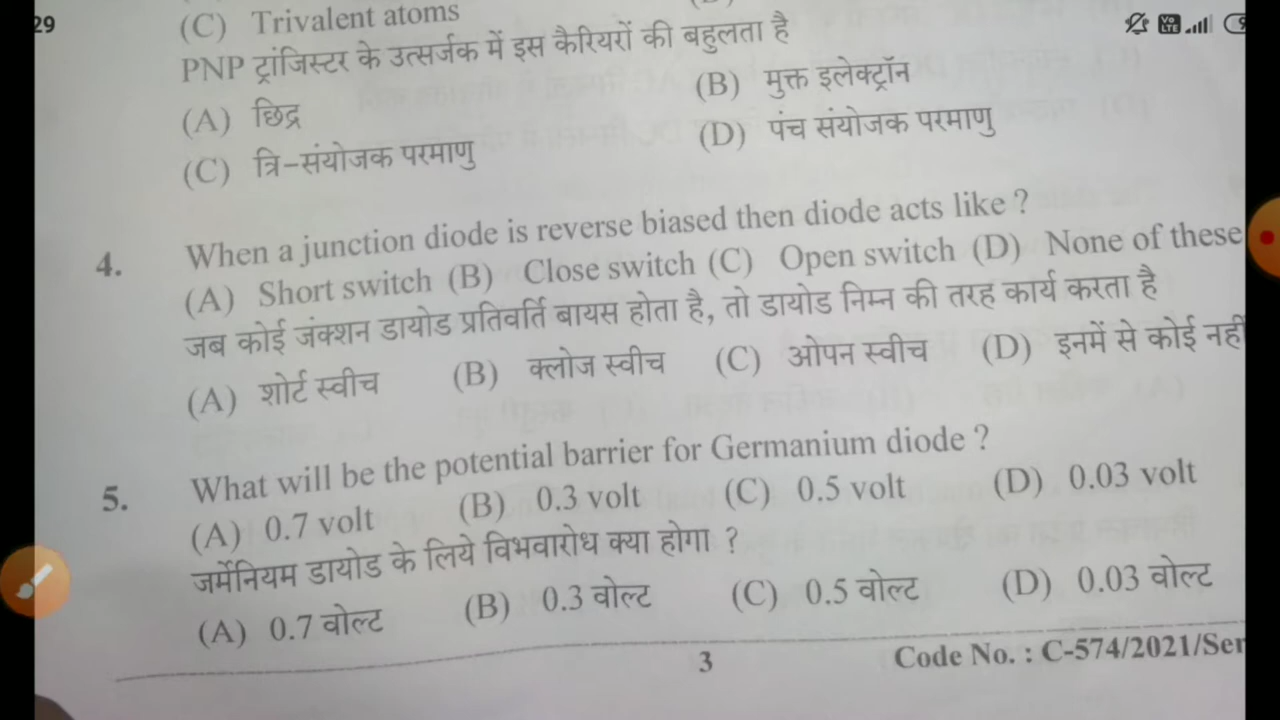 29
(C) Trivalent atoms
PNP ट्रांजिस्टर के उत्सर्जक में इस कैरियरों की बहुलता है
(A) छिद्र (B) मुक्त इलेक्ट्रॉन
(C) त्रि-संयोजक परमाणु (D) पंच संयोजक परमाणु
4. When a junction diode is reverse biased then diode acts like ?
(A) Short switch (B) Close switch (C) Open switch (D) None of these
जब कोई जंक्शन डायोड प्रतिवर्ति बायस होता है, तो डायोड निम्न की तरह कार्य करता है
(A) शोर्ट स्वीच (B) क्लोज स्वीच (C) ओपन स्वीच (D) इनमें से कोई नहीं
5. What will be the potential barrier for Germanium diode ?
(A) 0.7 volt (B) 0.3 volt (C) 0.5 volt (D) 0.03 volt
जर्मेनियम डायोड के लिये विभवारोध क्या होगा ?
(A) 0.7 वोल्ट (B) 0.3 वोल्ट (C) 0.5 वोल्ट (D) 0.03 वोल्ट
3 Code No. : C-574/2021/Ser